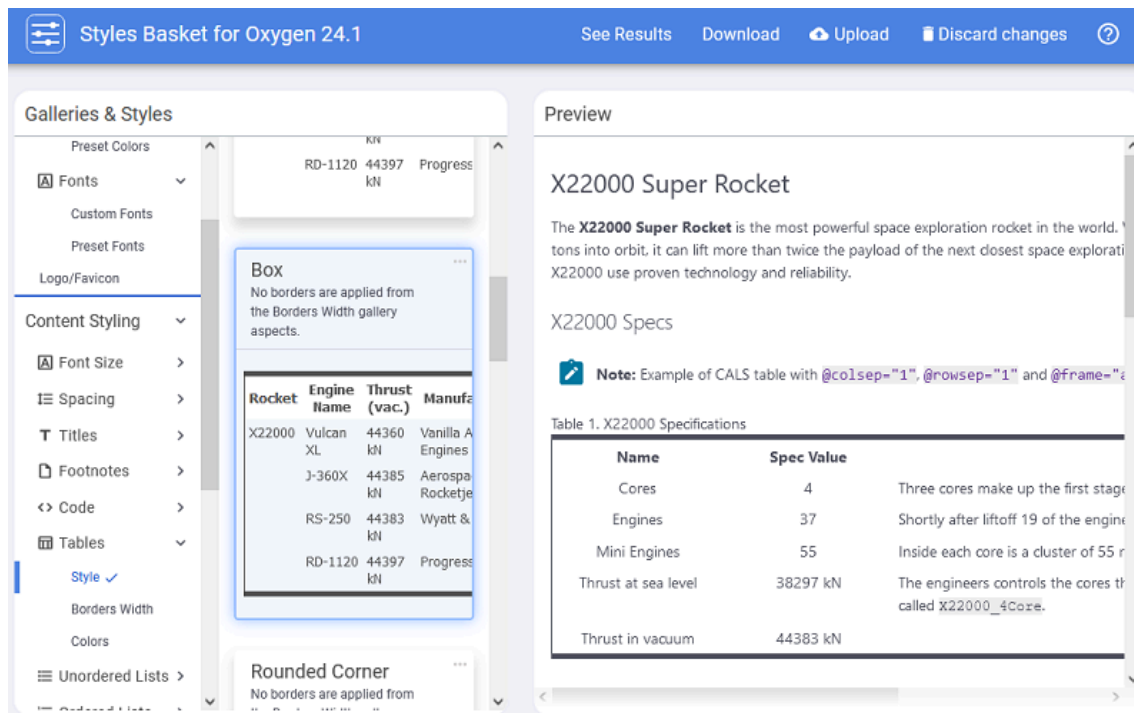 Styles Basket for Oxygen 24.1
See Results
Download
Upload
Discard changes
Galleries & Styles
Preset Colors
Fonts
Custom Fonts
Preset Fonts
Logo/Favicon
Content Styling
Font Size
Spacing
Titles
Footnotes
Code
Tables
Style
Borders Width
Colors
Unordered Lists
kN
RD-1120 44397 Progress
kN
Box
No borders are applied from
the Borders Width gallery
aspects.
Rocket Engine Name Thrust (vac.) Manufa
X22000 Vulcan XL 44360 kN Vanilla A Engines
J-360X 44385 kN Aerospa Rocketje
RS-250 44383 kN Wyatt &
RD-1120 44397 kN Progress
Rounded Corner
No borders are applied from
Preview
X22000 Super Rocket
The X22000 Super Rocket is the most powerful space exploration rocket in the world.
tons into orbit, it can lift more than twice the payload of the next closest space explorati
X22000 use proven technology and reliability.
X22000 Specs
Note: Example of CALS table with @colsep="1", @rowsep="1" and @frame="a
Table 1. X22000 Specifications
Name Spec Value
Cores 4 Three cores make up the first stage
Engines 37 Shortly after liftoff 19 of the engine
Mini Engines 55 Inside each core is a cluster of 55 r
Thrust at sea level 38297 kN The engineers controls the cores th
called X22000_4Core.
Thrust in vacuum 44383 kN